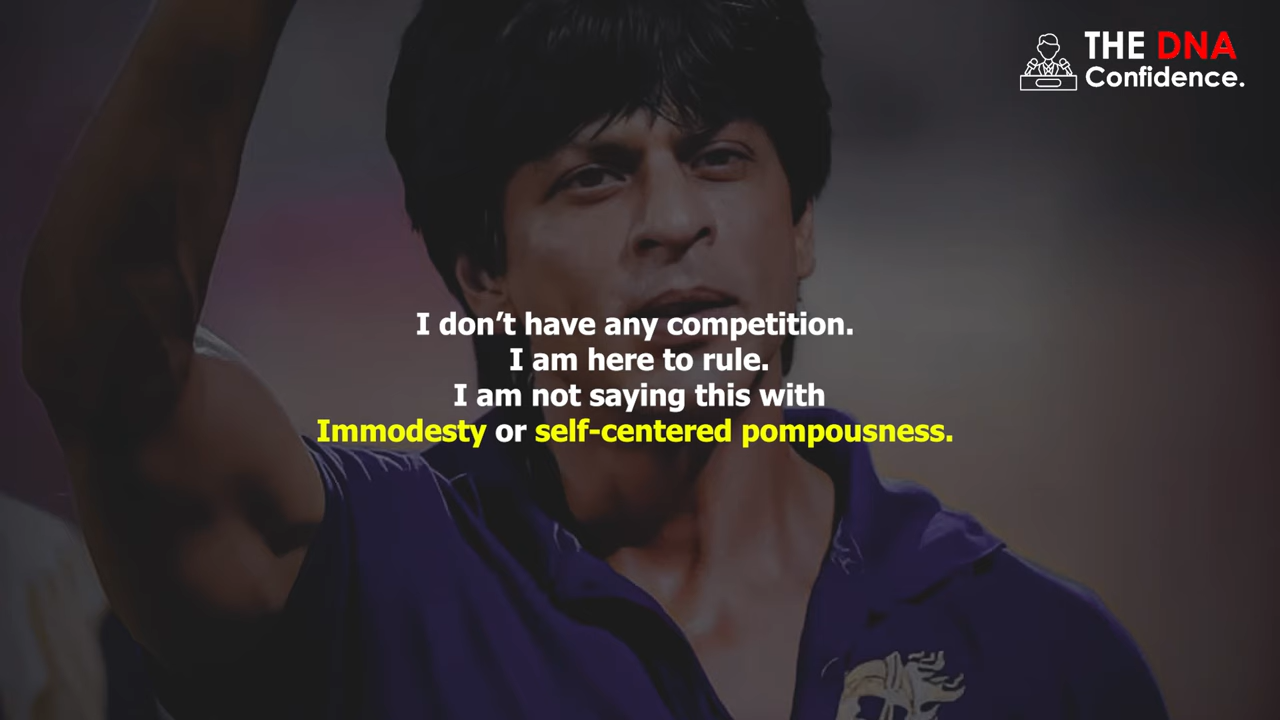 THE DNA
Confidence.
I don’t have any competition.
I am here to rule.
I am not saying this with
Immodesty or self-centered pompousness.